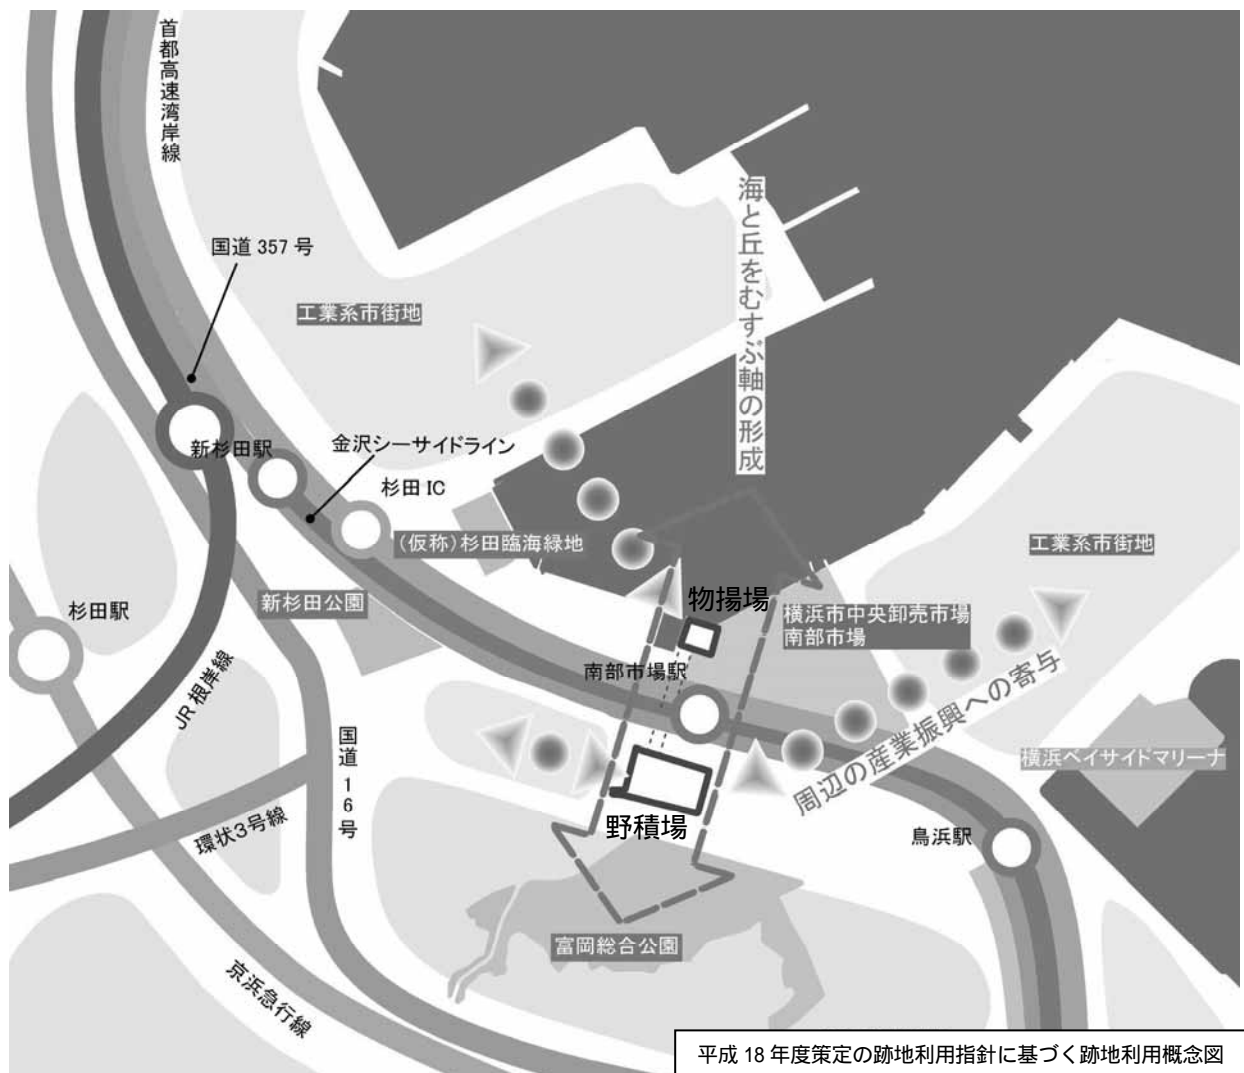 首都高速湾岸線
国道 357 号
工業系市街地
海と丘をむすぶ軸の形成
新杉田駅
金沢シーサイドライン
杉田 IC
(仮称)杉田臨海緑地
工業系市街地
新杉田公園
杉田駅
物揚場
横浜市中央卸売市場
南部市場
南部市場駅
JR根岸線
国道16号
周辺の産業振興への寄与
横浜ベイサイドマリーナ
環状3号線
野積場
鳥浜駅
富岡総合公園
京浜急行線
平成 18 年度策定の跡地利用指針に基づく跡地利用概念図